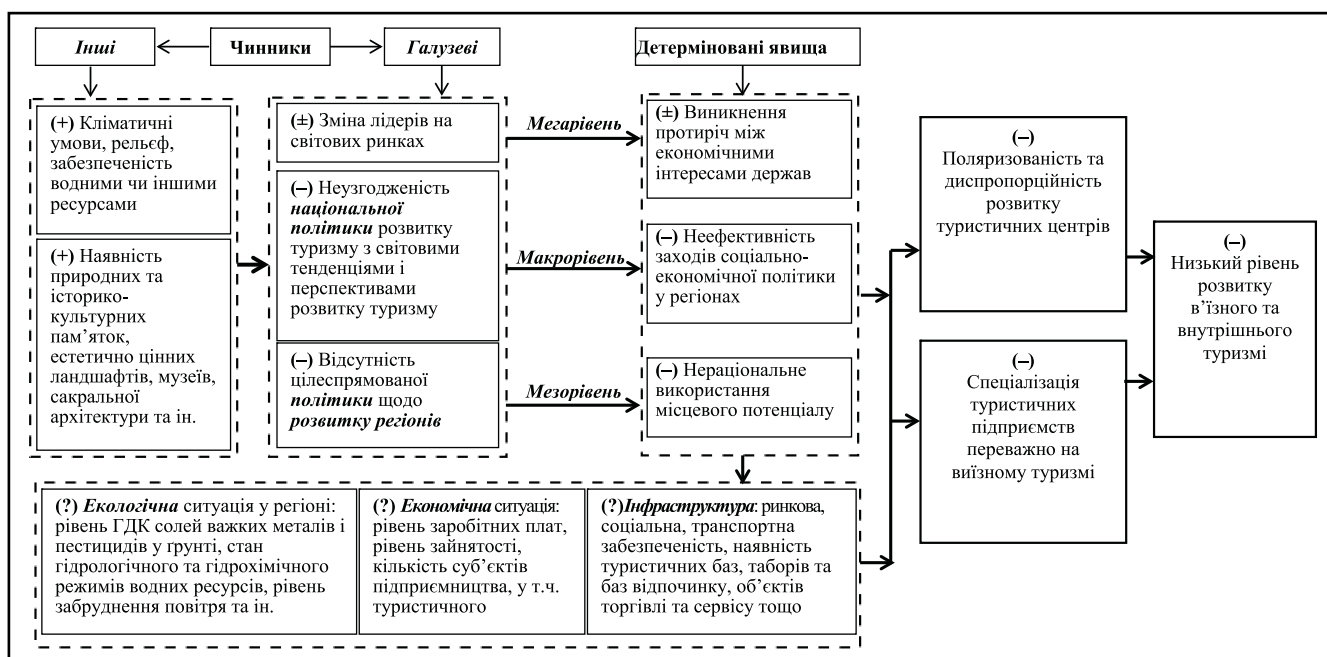 Інші
Чинники
Галузеві
Детерміновані явища
(+) Кліматичні
умови, рельєф,
забезпеченість
водними чи іншими
ресурсами
(+) Наявність
природних та
історико-
культурних
пам’яток,
естетично цінних
ландшафтів, музеїв,
сакральної
архітектури та ін.
(±) Зміна лідерів на
світових ринках
(–) Неузгодженість
національної
політики розвитку
туризму з світовими
тенденціями і
перспективами
розвитку туризму
(–) Відсутність
цілеспрямованої
політики щодо
розвитку регіонів
Мегарівень
Макрорівень
Мезорівень
(±) Виникнення
протиріч між
економічними
інтересами держав
(–) Неефективність
заходів соціально-
економічної політики
у регіонах
(–) Нераціональне
використання
місцевого потенціалу
(–)
Поляризованість та
диспропорційність
розвитку
туристичних центрів
(–)
Спеціалізація
туристичних
підприємств
переважно на
виїзному туризмі
(–)
Низький рівень
розвитку
в’їзного та
внутрішнього
туризмі
(?) Екологічна ситуація у регіоні:
рівень ГДК солей важких металів і
пестицидів у ґрунті, стан
гідрологічного та гідрохімічного
режимів водних ресурсів, рівень
забруднення повітря та ін.
(?) Економічна ситуація:
рівень заробітних плат,
рівень зайнятості,
кількість суб’єктів
підприємництва, у т.ч.
туристичного
(?)Інфраструктура: ринкова,
соціальна, транспортна
забезпеченість, наявність
туристичних баз, таборів та
баз відпочинку, об’єктів
торгівлі та сервісу тощо